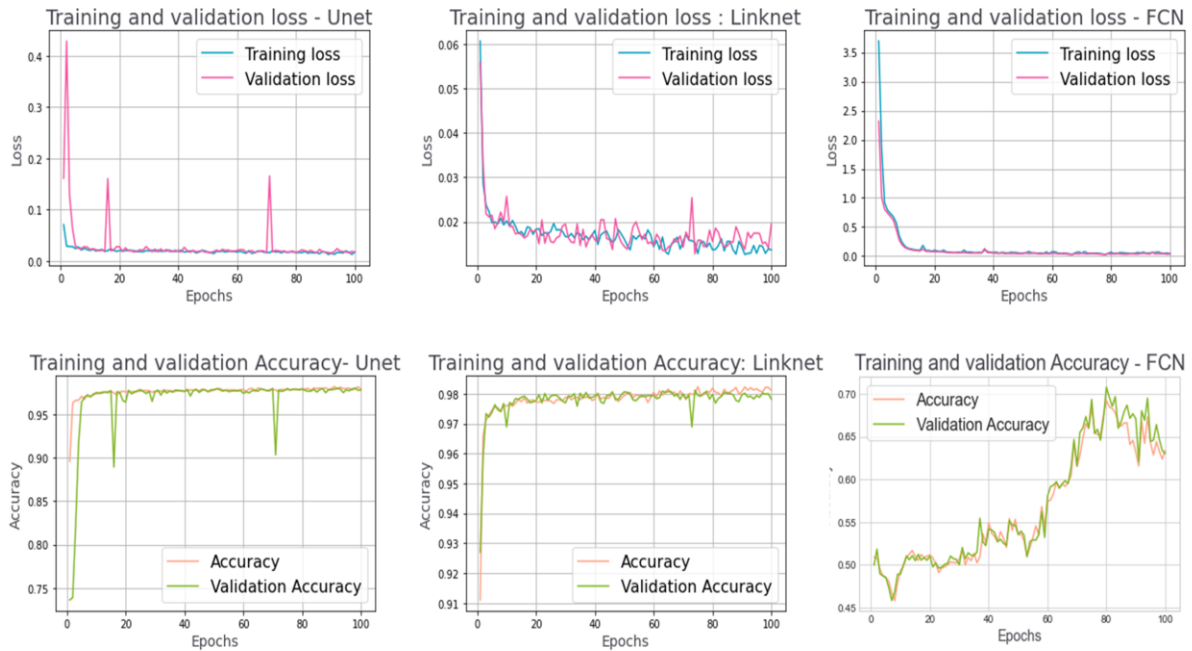 Training and validation loss - Unet
0.4
0.3
0.2
0.1
0.0
Loss
Training loss
Validation loss
0 20 40 60 80 100
Epochs
Training and validation loss : Linknet
0.06
0.05
0.04
0.03
0.02
Loss
Training loss
Validation loss
0 20 40 60 80 100
Epochs
Training and validation loss - FCN
3.5
3.0
2.5
2.0
1.5
1.0
0.5
0.0
Loss
Training loss
Validation loss
0 20 40 60 80 100
Epochs
Training and validation Accuracy- Unet
0.95
0.90
0.85
0.80
0.75
Accuracy
Accuracy
Validation Accuracy
0 20 40 60 80 100
Epochs
Training and validation Accuracy: Linknet
0.98
0.97
0.96
0.95
0.94
0.93
0.92
0.91
Accuracy
Accuracy
Validation Accuracy
0 20 40 60 80 100
Epochs
Training and validation Accuracy - FCN
0.70
0.65
0.60
0.55
0.50
0.45
Accuracy
Validation Accuracy
0 20 40 60 80 100
Epochs